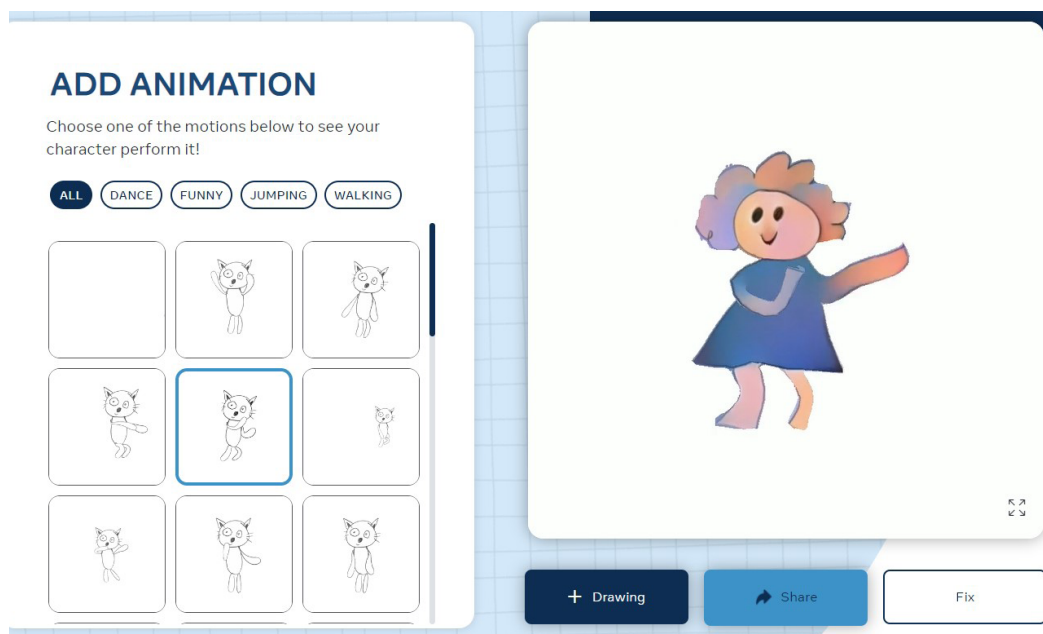 ADD ANIMATION
Choose one of the motions below to see your
character perform it!
ALL DANCE FUNNY JUMPING WALKING
+ Drawing Share Fix